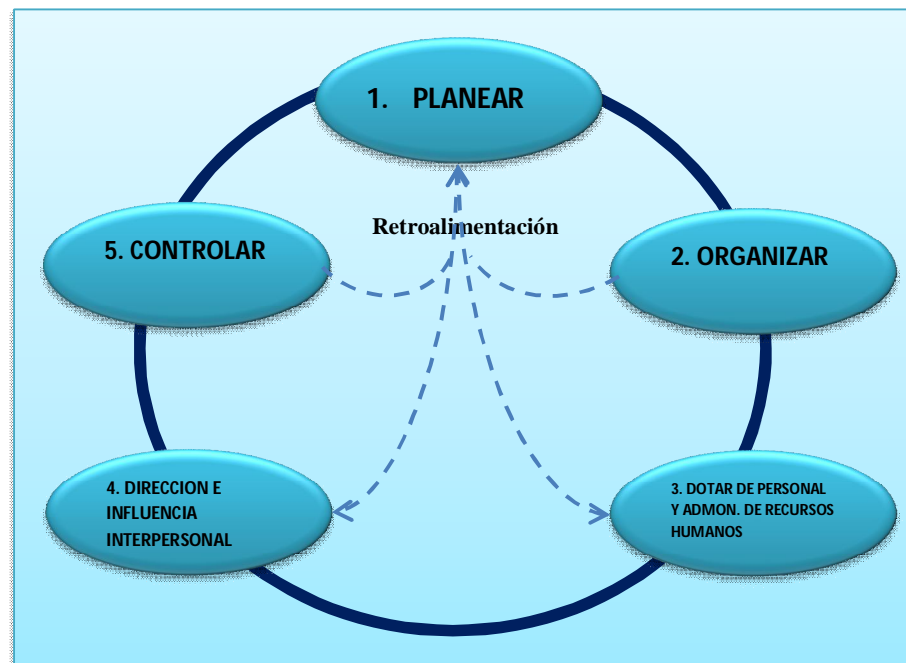 1. PLANEAR
Retroalimentación
5. CONTROLAR
2. ORGANIZAR
4. DIRECCION E
INFLUENCIA
INTERPERSONAL
3. DOTAR DE PERSONAL
Y ADMON. DE RECURSOS
HUMANOS